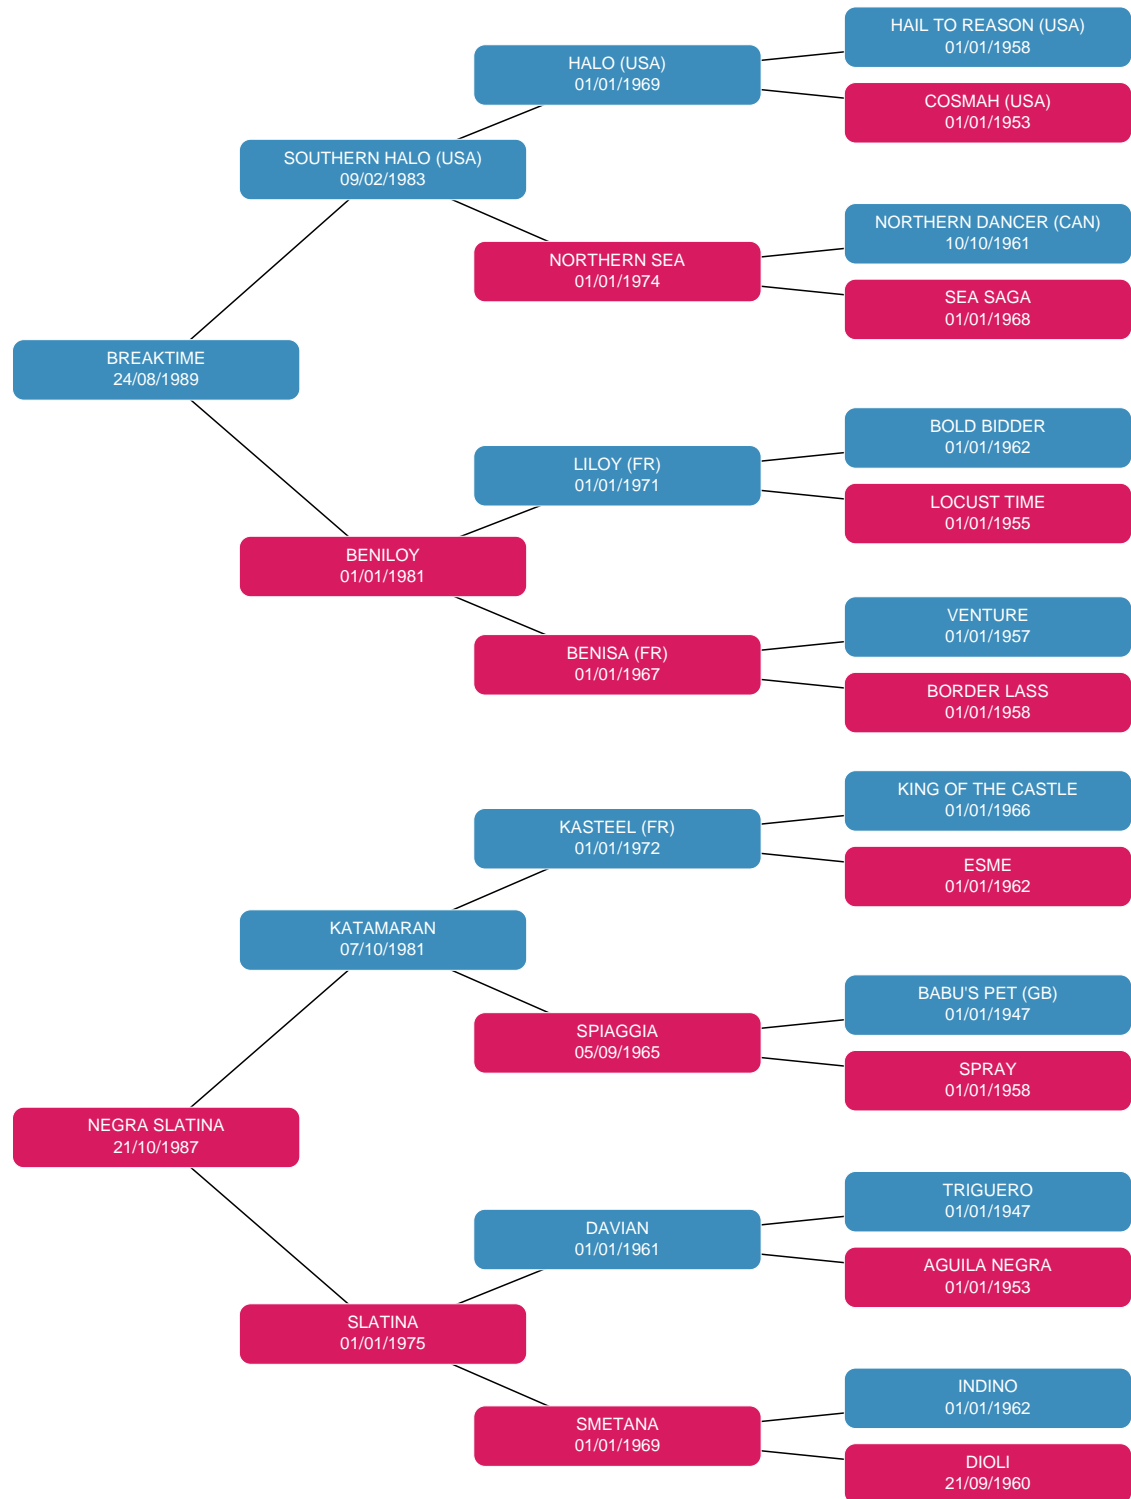 HAIL TO REASON (USA)
01/01/1958
HALO (USA)
01/01/1969
COSMAH (USA)
01/01/1953
SOUTHERN HALO (USA)
09/02/1983
NORTHERN DANCER (CAN)
10/10/1961
NORTHERN SEA
01/01/1974
SEA SAGA
01/01/1968
BREAKTIME
24/08/1989
BOLD BIDDER
01/01/1962
LILOY (FR)
01/01/1971
LOCUST TIME
01/01/1955
BENILOY
01/01/1981
VENTURE
01/01/1957
BENISA (FR)
01/01/1967
BORDER LASS
01/01/1958
KING OF THE CASTLE
01/01/1966
KASTEEL (FR)
01/01/1972
ESME
01/01/1962
KATAMARAN
07/10/1981
BABU'S PET (GB)
01/01/1947
SPIAGGIA
05/09/1965
SPRAY
01/01/1958
NEGRA SLATINA
21/10/1987
TRIGUERO
01/01/1947
DAVIAN
01/01/1961
AGUILA NEGRA
01/01/1953
SLATINA
01/01/1975
INDINO
01/01/1962
SMETANA
01/01/1969
DIOLI
21/09/1960